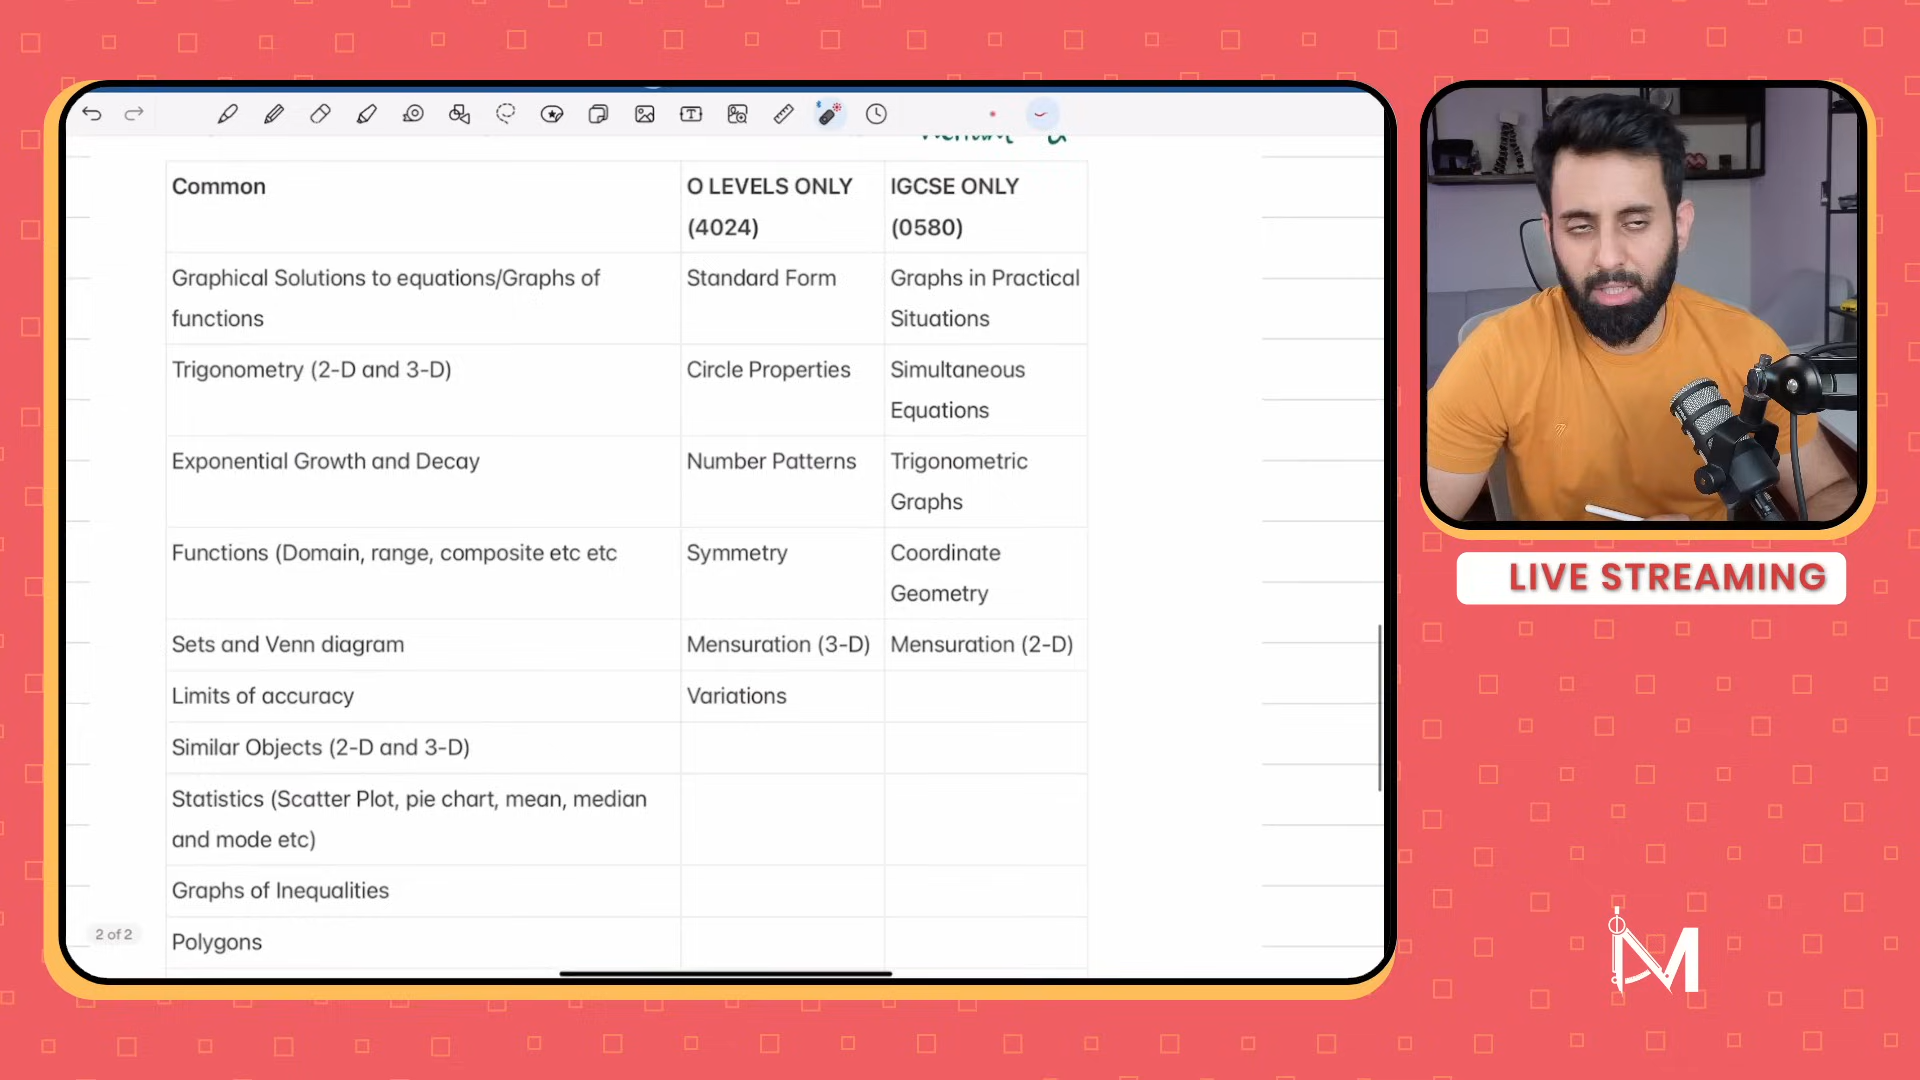 Common
O LEVELS ONLY
(4024)
IGCSE ONLY
(0580)
Graphical Solutions to equations/Graphs of
functions
Standard Form
Graphs in Practical
Situations
Trigonometry (2-D and 3-D)
Circle Properties
Simultaneous
Equations
Exponential Growth and Decay
Number Patterns
Trigonometric
Graphs
Functions (Domain, range, composite etc etc
Symmetry
Coordinate
Geometry
Sets and Venn diagram
Mensuration (3-D)
Mensuration (2-D)
Limits of accuracy
Variations
Similar Objects (2-D and 3-D)
Statistics (Scatter Plot, pie chart, mean, median
and mode etc)
Graphs of Inequalities
Polygons
2 of 2
LIVE STREAMING
M